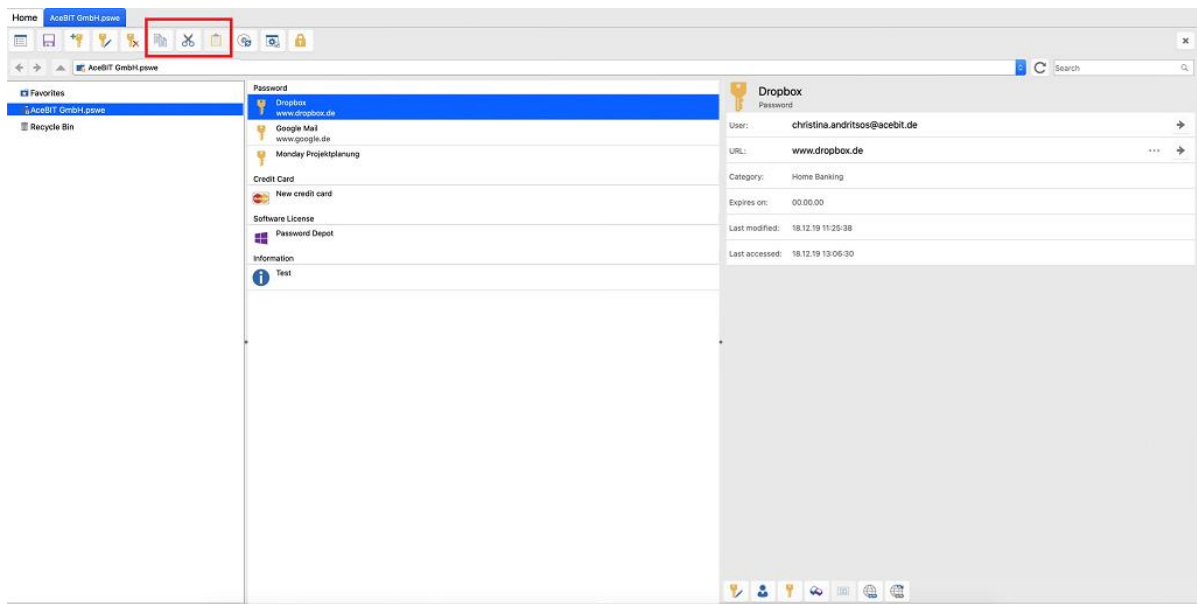 Home AceBIT GmbH.pswe
AceBIT GmbH.pswe Search
Favorites
AceBIT GmbH.pswe
Recycle Bin
Password
Dropbox
www.dropbox.de
Google Mail
www.google.de
Monday Projektplanung
Credit Card
New credit card
Software License
Password Depot
Information
Test
Dropbox
Password
User: christina.andritsos@acebit.de
URL: www.dropbox.de ...
Category: Home Banking
Expires on: 00.00.00
Last modified: 18.12.19 11:25:38
Last accessed: 18.12.19 13:06:30